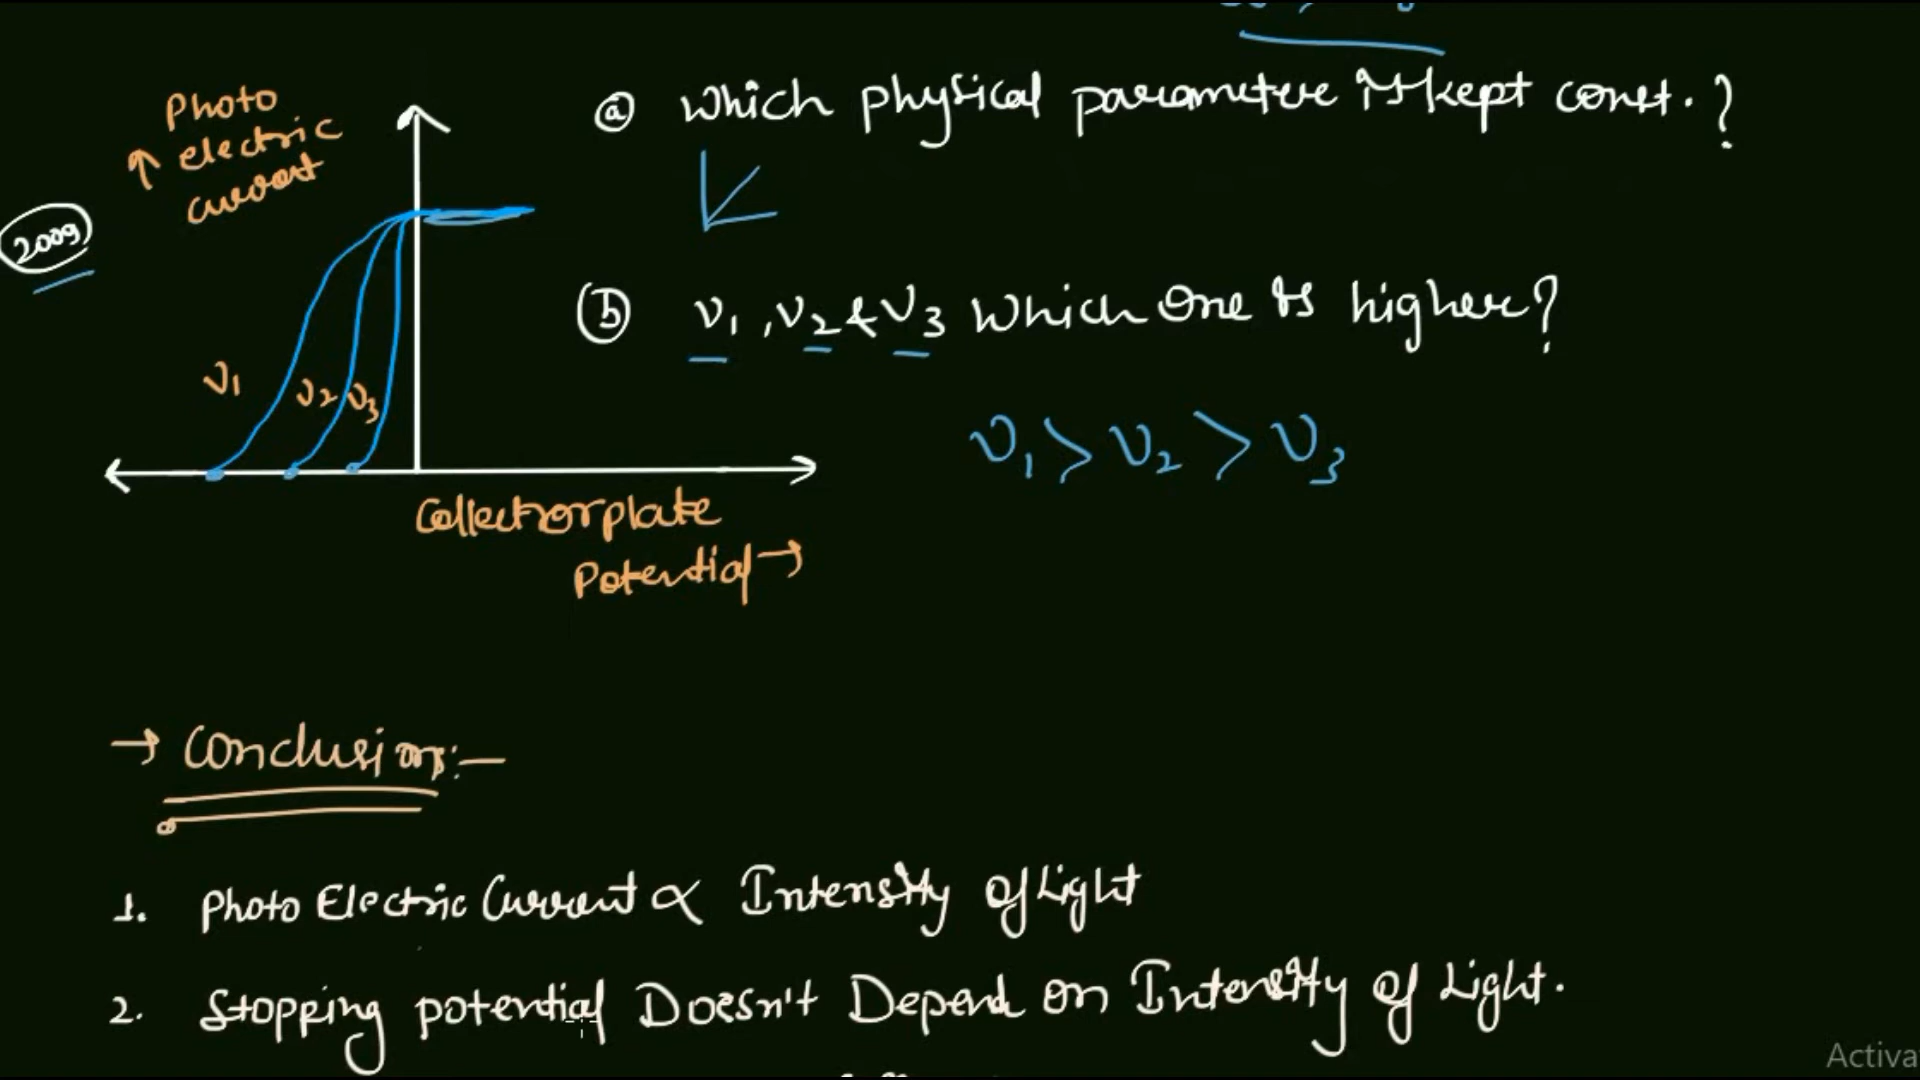 Photo
↑ electric
current
2009
ⓐ Which physical parameter is kept const.?
ⓑ ν1, ν2 & ν3 Which one is higher?
ν1
ν2
ν3
ν1 > ν2 > ν3
Collector plate
Potential →
→ Conclusion:—
1. Photo Electric Current ∝ Intensity of Light
2. Stopping potential Doesn't Depend on Intensity of Light.
Activa